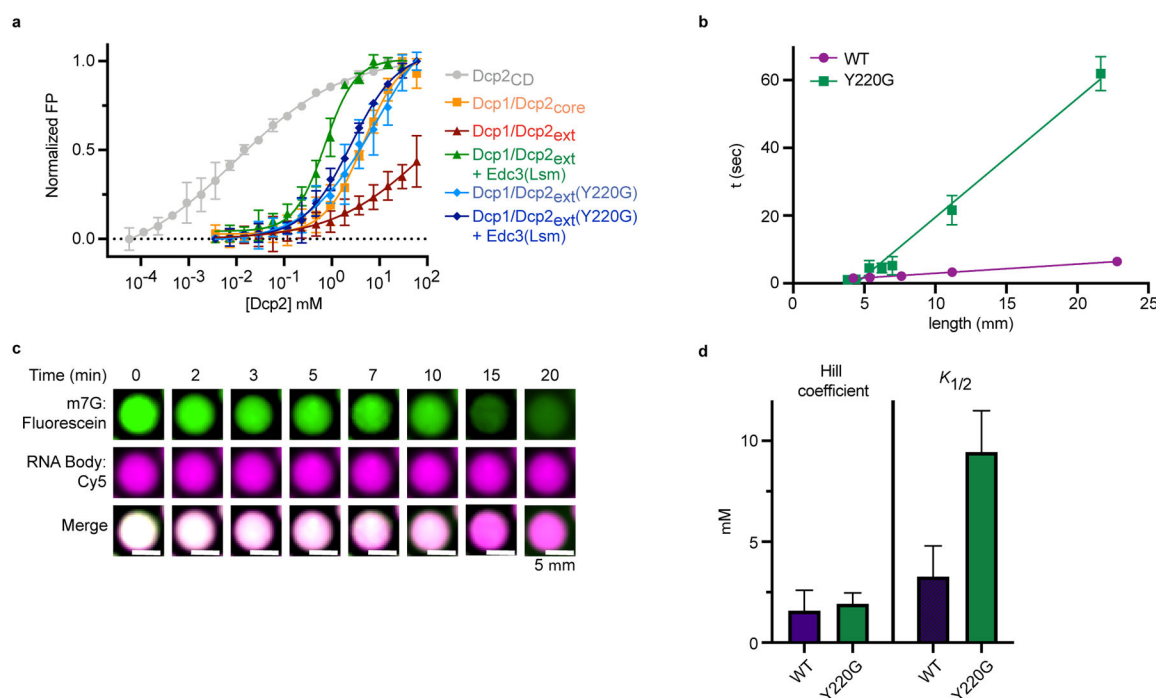 a
Normalized FP
1.0
0.5
0.0
10⁻⁴ 10⁻³ 10⁻² 10⁻¹ 10⁰ 10¹ 10²
[Dcp2] mM
Dcp2CD
Dcp1/Dcp2core
Dcp1/Dcp2ext
Dcp1/Dcp2ext
+ Edc3(Lsm)
Dcp1/Dcp2ext(Y220G)
Dcp1/Dcp2ext(Y220G)
+ Edc3(Lsm)
b
WT
Y220G
t (sec)
60
40
20
0
0 5 10 15 20 25
length (mm)
c
Time (min) 0 2 3 5 7 10 15 20
m7G:
Fluorescein
RNA Body:
Cy5
Merge
5 mm
d
Hill
coefficient
K1/2
mM
10
5
0
WT Y220G WT Y220G